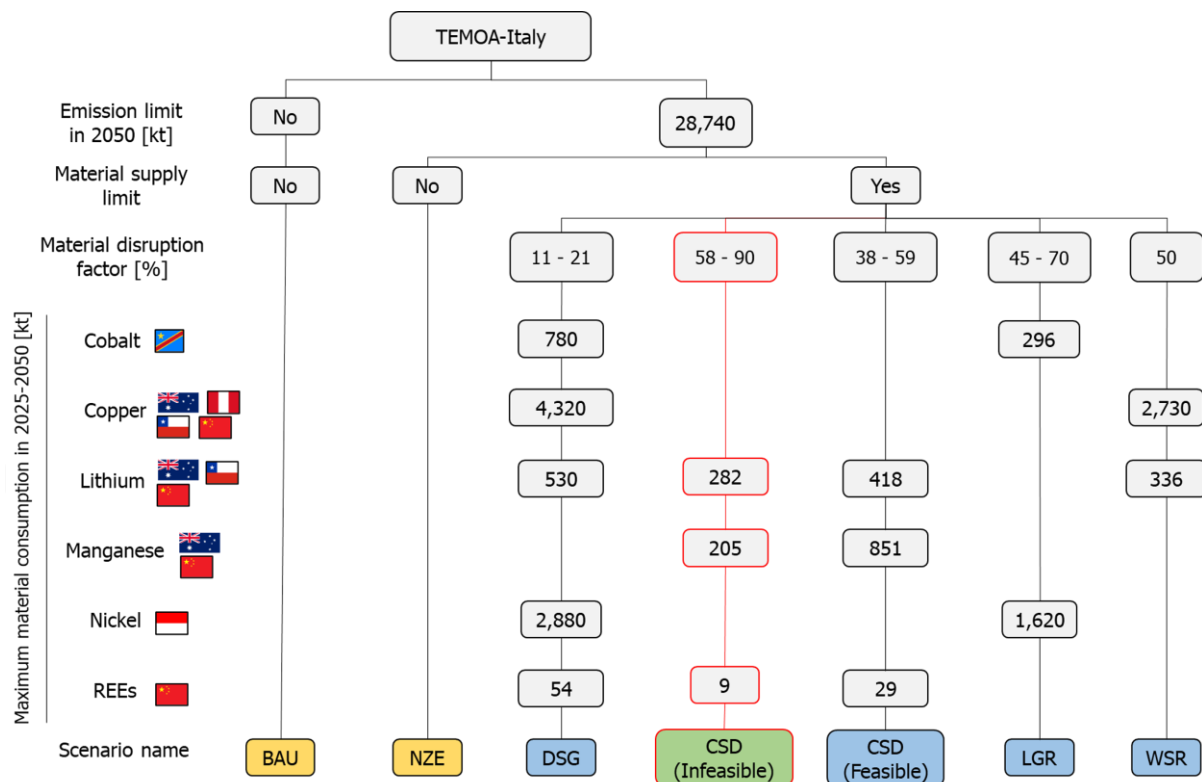 TEMOA-Italy
Emission limit
in 2050 [kt]
No
28,740
Material supply
limit
No
No
Yes
Material disruption
factor [%]
11 - 21
58 - 90
38 - 59
45 - 70
50
Maximum material consumption in 2025-2050 [kt]
Cobalt
780
296
Copper
4,320
2,730
Lithium
530
282
418
336
Manganese
205
851
Nickel
2,880
1,620
REEs
54
9
29
Scenario name
BAU
NZE
DSG
CSD
(Infeasible)
CSD
(Feasible)
LGR
WSR